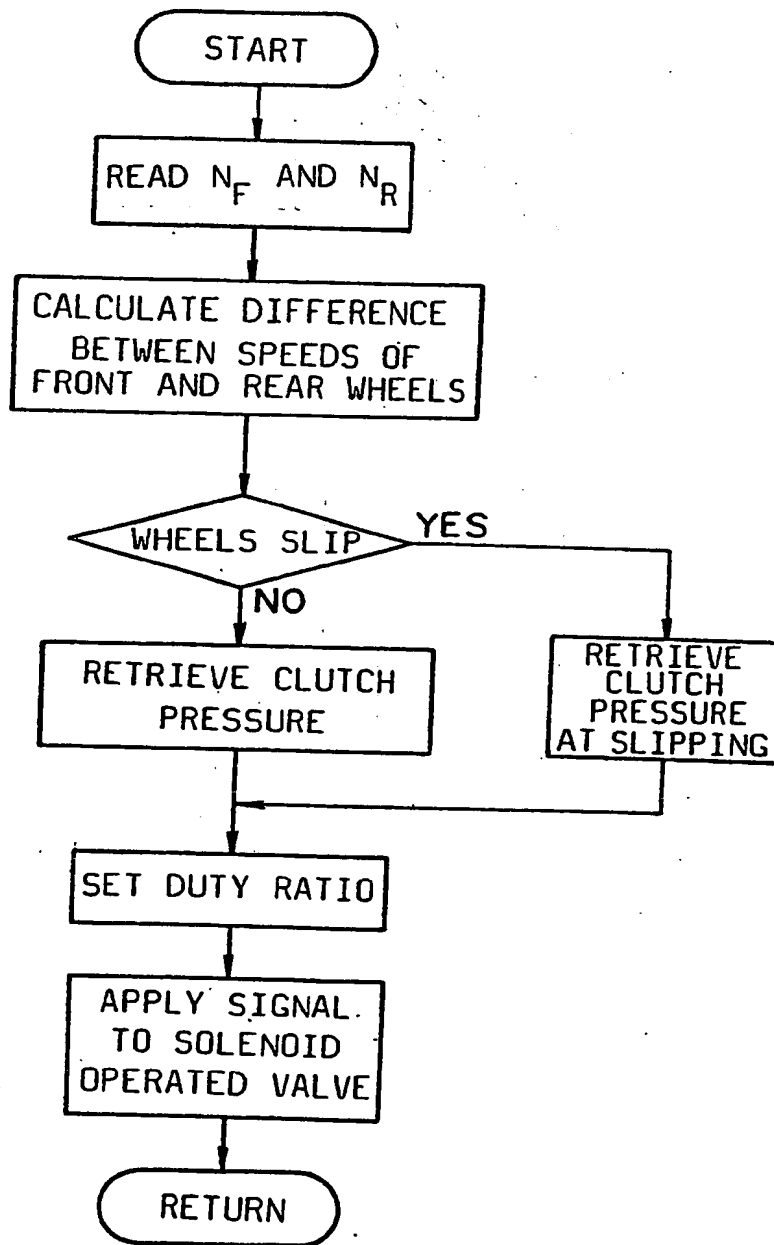 START
READ N_F AND N_R
CALCULATE DIFFERENCE
BETWEEN SPEEDS OF
FRONT AND REAR WHEELS
WHEELS SLIP
YES
NO
RETRIEVE CLUTCH
PRESSURE
RETRIEVE
CLUTCH
PRESSURE
AT SLIPPING
SET DUTY RATIO
APPLY SIGNAL
TO SOLENOID
OPERATED VALVE
RETURN